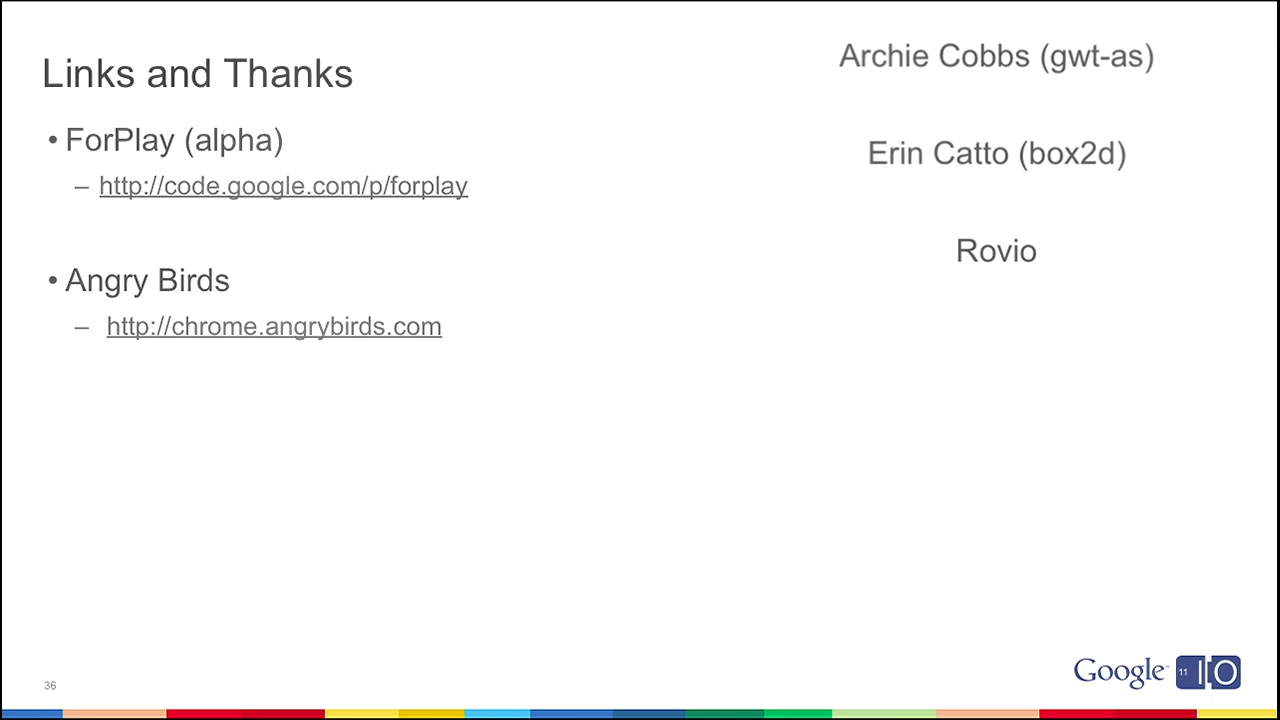 Links and Thanks
• ForPlay (alpha)
– http://code.google.com/p/forplay
• Angry Birds
– http://chrome.angrybirds.com
Archie Cobbs (gwt-as)
Erin Catto (box2d)
Rovio
36
Google 11 IO